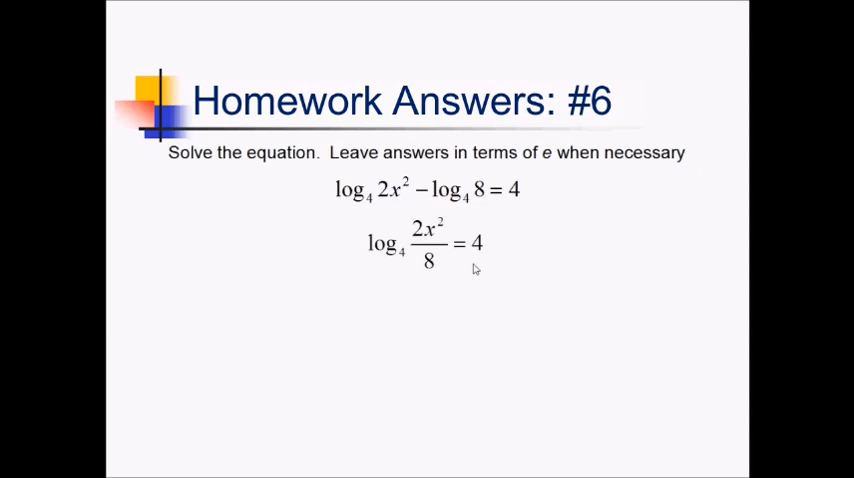 Homework Answers: #6
Solve the equation.  Leave answers in terms of e when necessary
log₄ 2x² − log₄ 8 = 4
log₄ 2x²/8 = 4